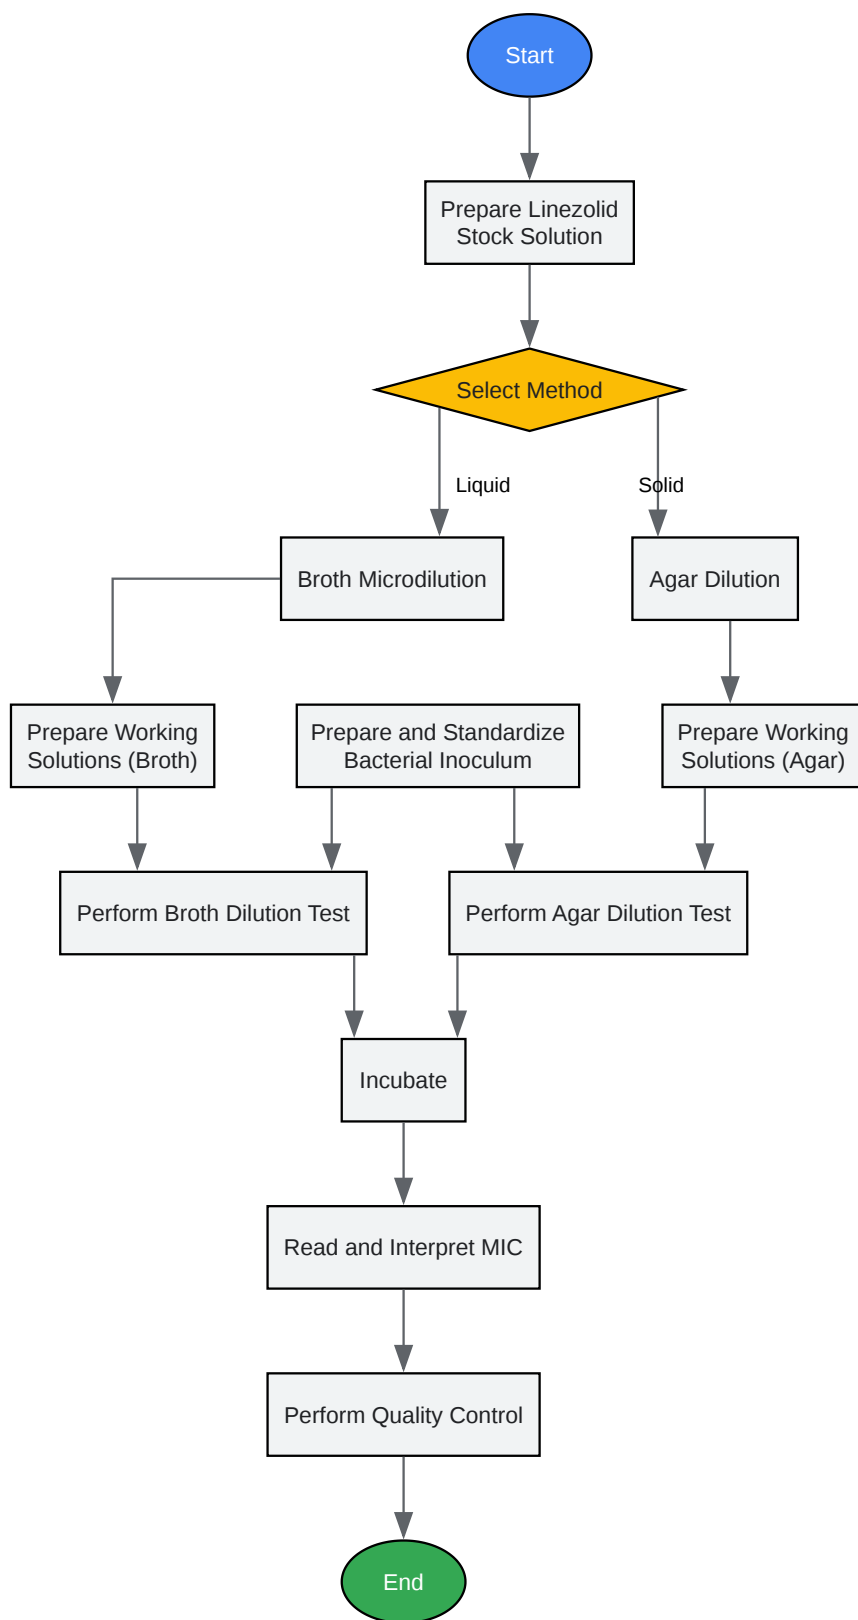 Start
Prepare Linezolid
Stock Solution
Select Method
Liquid
Solid
Broth Microdilution
Agar Dilution
Prepare Working
Solutions (Broth)
Prepare and Standardize
Bacterial Inoculum
Prepare Working
Solutions (Agar)
Perform Broth Dilution Test
Perform Agar Dilution Test
Incubate
Read and Interpret MIC
Perform Quality Control
End